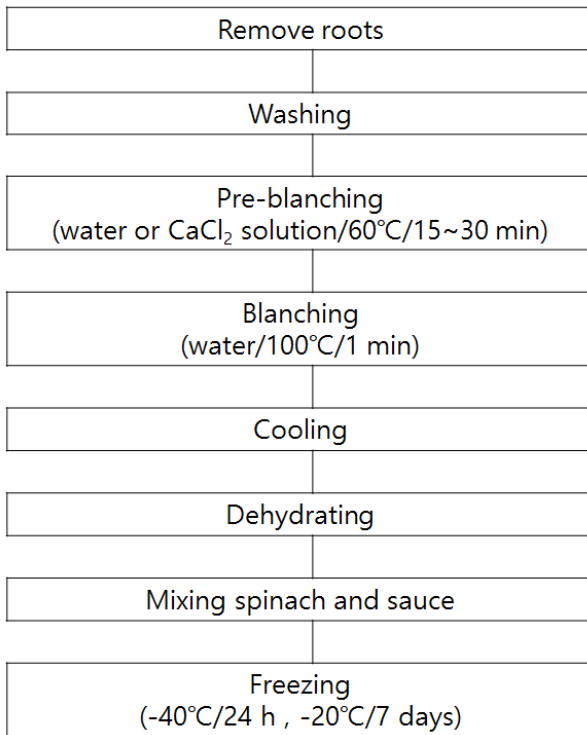 Remove roots
Washing
Pre-blanching
(water or CaCl₂ solution/60℃/15~30 min)
Blanching
(water/100℃/1 min)
Cooling
Dehydrating
Mixing spinach and sauce
Freezing
(-40℃/24 h , -20℃/7 days)